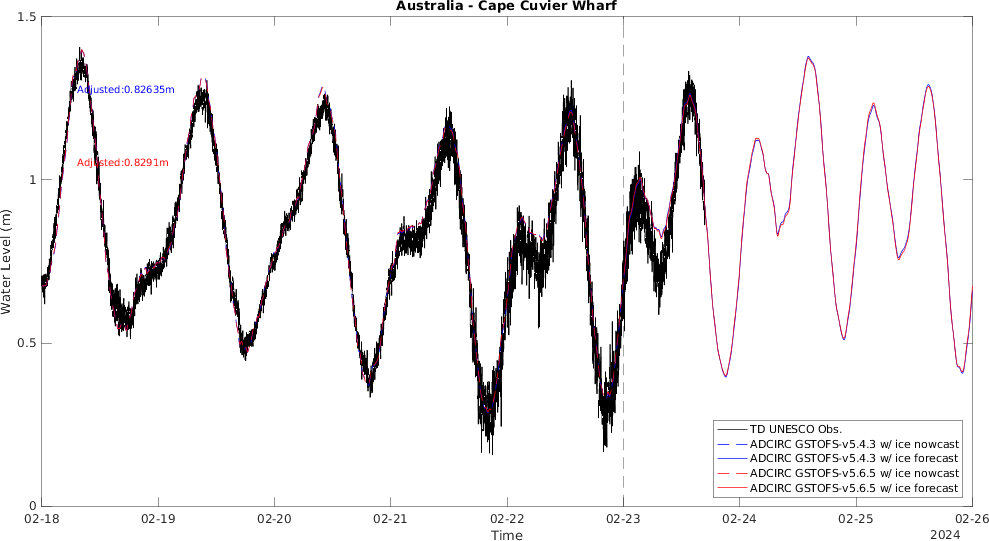 Australia - Cape Cuvier Wharf
1.5
Adjusted:0.82635m
Adjusted:0.8291m
1
0.5
0
Water Level (m)
TD UNESCO Obs.
ADCIRC GSTOFS-v5.4.3 w/ ice nowcast
ADCIRC GSTOFS-v5.4.3 w/ ice forecast
ADCIRC GSTOFS-v5.6.5 w/ ice nowcast
ADCIRC GSTOFS-v5.6.5 w/ ice forecast
02-18 02-19 02-20 02-21 02-22 02-23 02-24 02-25 02-26
Time
2024